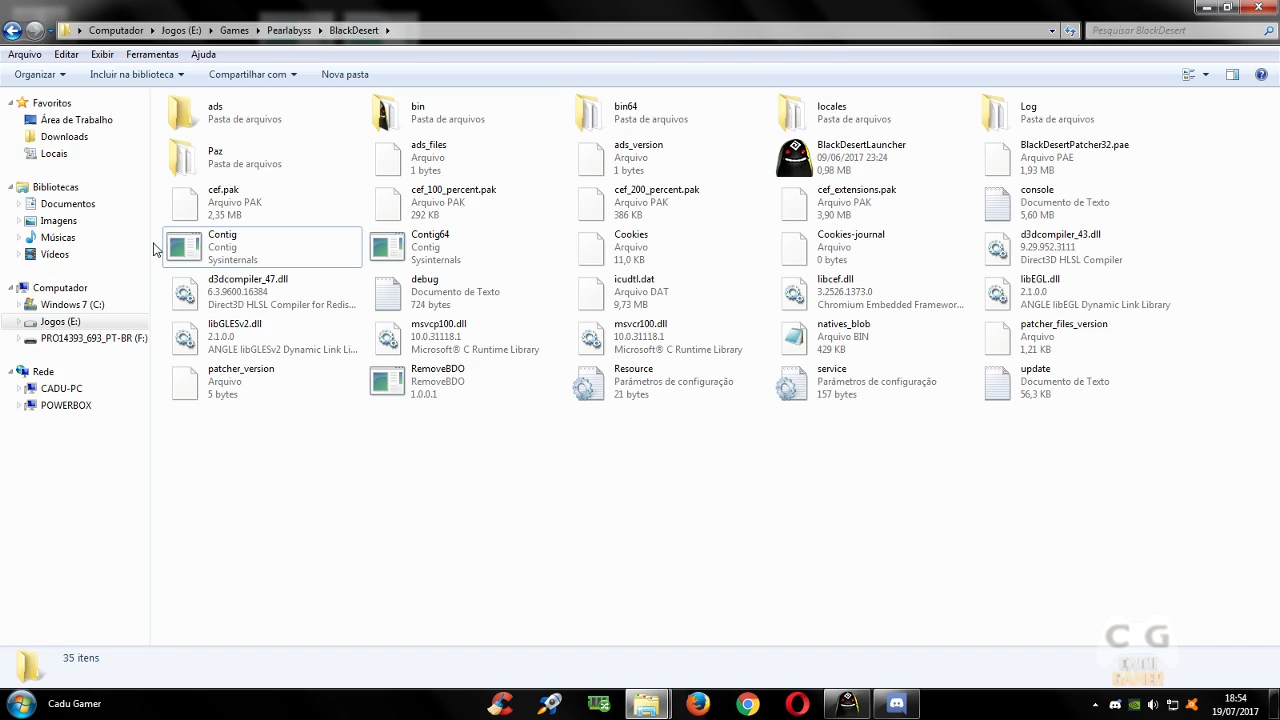 Computador
Jogos (E:)
Games
Pearlabyss
BlackDesert
Pesquisar BlackDesert
Arquivo Editar Exibir Ferramentas Ajuda
Organizar Incluir na biblioteca Compartilhar com Nova pasta
Favoritos
Área de Trabalho
Downloads
Locais
Bibliotecas
Documentos
Imagens
Músicas
Vídeos
Computador
Windows 7 (C:)
Jogos (E:)
PRO14393_693_PT-BR (F:)
Rede
CADU-PC
POWERBOX
ads
Pasta de arquivos
bin
Pasta de arquivos
bin64
Pasta de arquivos
locales
Pasta de arquivos
Log
Pasta de arquivos
Paz
Pasta de arquivos
ads_files
Arquivo
1 bytes
ads_version
Arquivo
1 bytes
BlackDesertLauncher
09/06/2017 23:24
0,98 MB
BlackDesertPatcher32.pae
Arquivo PAE
1,93 MB
cef.pak
Arquivo PAK
2,35 MB
cef_100_percent.pak
Arquivo PAK
292 KB
cef_200_percent.pak
Arquivo PAK
386 KB
cef_extensions.pak
Arquivo PAK
3,90 MB
console
Documento de Texto
5,60 MB
Contig
Contig
Sysinternals
Contig64
Contig
Sysinternals
Cookies
Arquivo
11,0 KB
Cookies-journal
Arquivo
0 bytes
d3dcompiler_43.dll
9.29.952.3111
Direct3D HLSL Compiler
d3dcompiler_47.dll
6.3.9600.16384
Direct3D HLSL Compiler for Redis...
debug
Documento de Texto
724 bytes
icudtl.dat
Arquivo DAT
9,73 MB
libcef.dll
3.2526.1373.0
Chromium Embedded Framewor...
libEGL.dll
2.1.0.0
ANGLE libEGL Dynamic Link Library
libGLESv2.dll
2.1.0.0
ANGLE libGLESv2 Dynamic Link Li...
msvcp100.dll
10.0.31118.1
Microsoft® C Runtime Library
msvcr100.dll
10.0.31118.1
Microsoft® C Runtime Library
natives_blob
Arquivo BIN
429 KB
patcher_files_version
Arquivo
1,21 KB
patcher_version
Arquivo
5 bytes
RemoveBDO
RemoveBDO
1.0.0.1
Resource
Parâmetros de configuração
21 bytes
service
Parâmetros de configuração
157 bytes
update
Documento de Texto
56,3 KB
35 itens
C G
CADU
GAMER
Cadu Gamer
18:54
19/07/2017